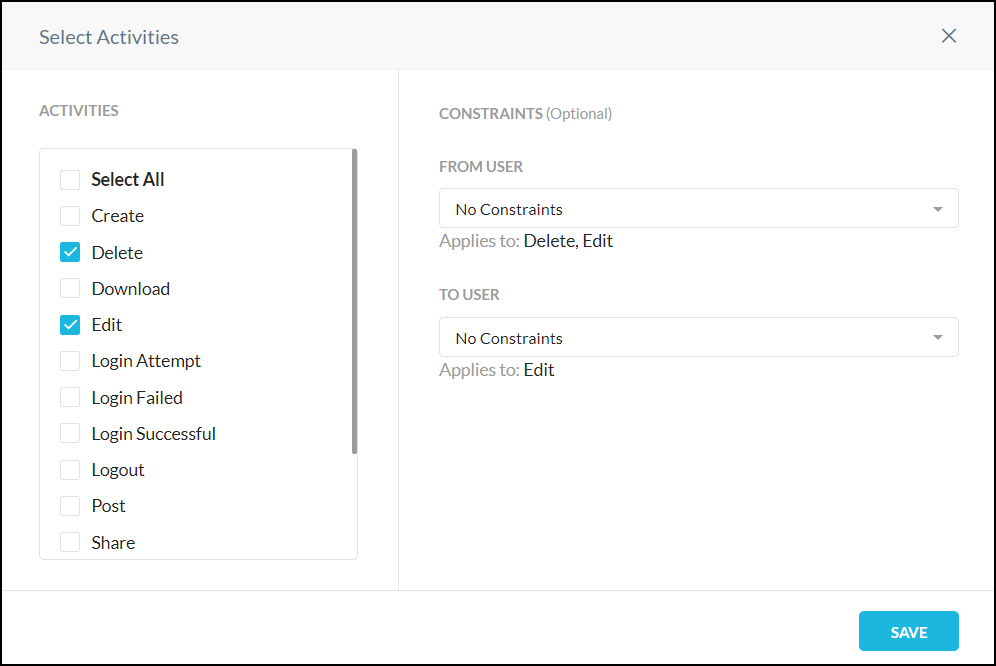 Select Activities
ACTIVITIES
Select All
Create
Delete
Download
Edit
Login Attempt
Login Failed
Login Successful
Logout
Post
Share
CONSTRAINTS (Optional)
FROM USER
No Constraints
Applies to: Delete, Edit
TO USER
No Constraints
Applies to: Edit
SAVE